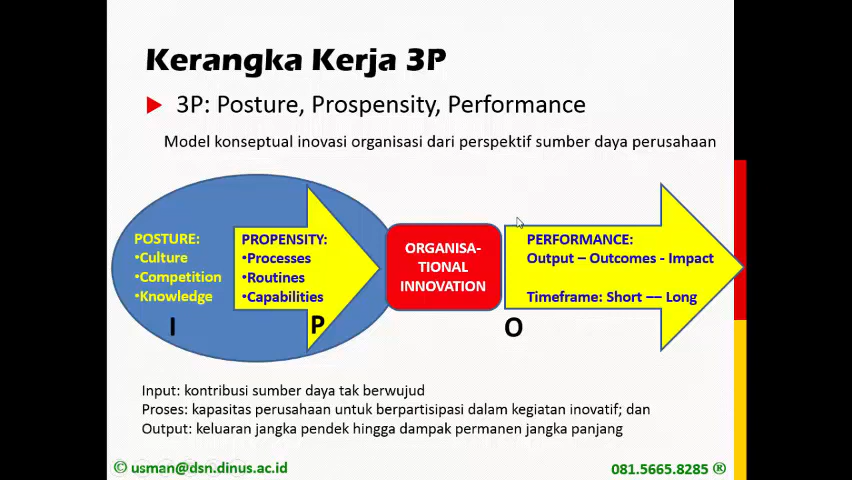 Kerangka Kerja 3P
3P: Posture, Prospensity, Performance
Model konseptual inovasi organisasi dari perspektif sumber daya perusahaan
POSTURE:
•Culture
•Competition
•Knowledge
I
PROPENSITY:
•Processes
•Routines
•Capabilities
P
ORGANISA-
TIONAL
INNOVATION
PERFORMANCE:
Output – Outcomes - Impact
Timeframe: Short –– Long
O
Input: kontribusi sumber daya tak berwujud
Proses: kapasitas perusahaan untuk berpartisipasi dalam kegiatan inovatif; dan
Output: keluaran jangka pendek hingga dampak permanen jangka panjang
© usman@dsn.dinus.ac.id
081.5665.8285 ®